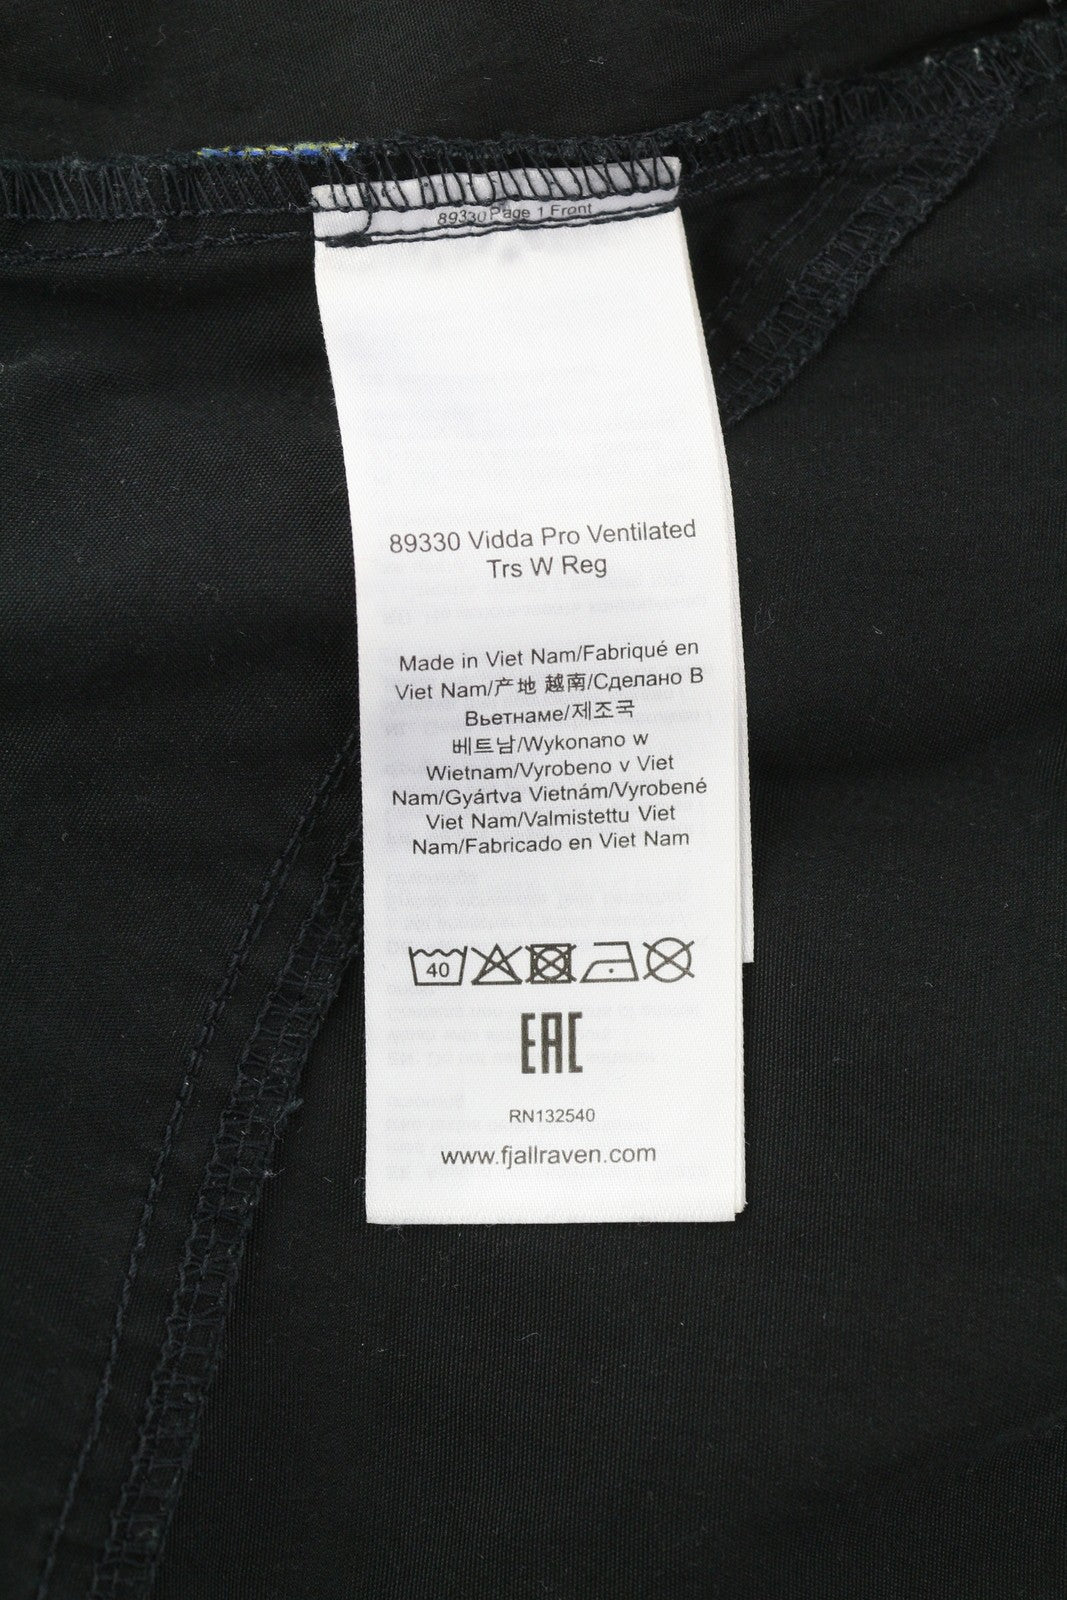 89330 Page 1 Front
89330 Vidda Pro Ventilated
Trs W Reg
Made in Viet Nam/Fabriqué en
Viet Nam/产地 越南/Сделано В
Вьетнаме/제조국
베트남/Wykonano w
Wietnam/Vyrobeno v Viet
Nam/Gyártva Vietnám/Vyrobené
Viet Nam/Valmistettu Viet
Nam/Fabricado en Viet Nam
40
EAC
RN132540
www.fjallraven.com